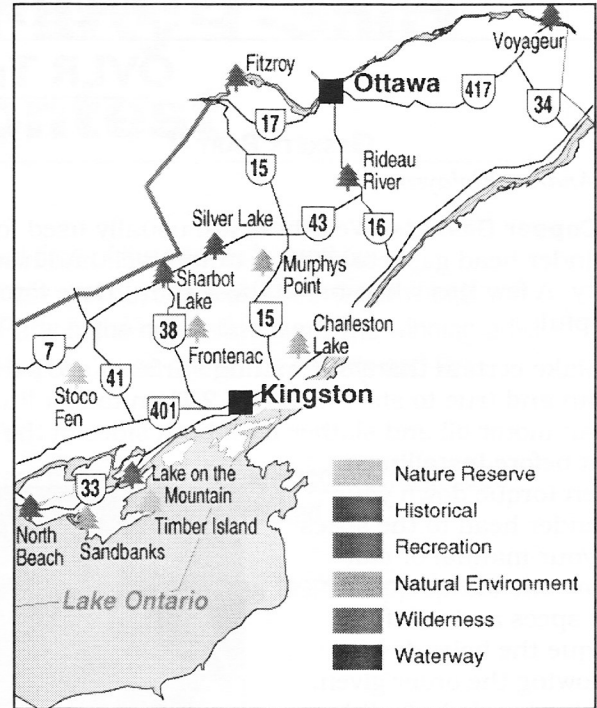 Voyageur
Fitzroy
Ottawa
417
34
17
15
Rideau
River
Silver Lake
43
16
Sharbot
Lake
Murphys
Point
38
15
Charleston
Lake
7
Frontenac
41
Stoco
Fen
401
Kingston
33
Lake on the
Mountain
North
Beach
Sandbanks
Timber Island
Lake Ontario
Nature Reserve
Historical
Recreation
Natural Environment
Wilderness
Waterway